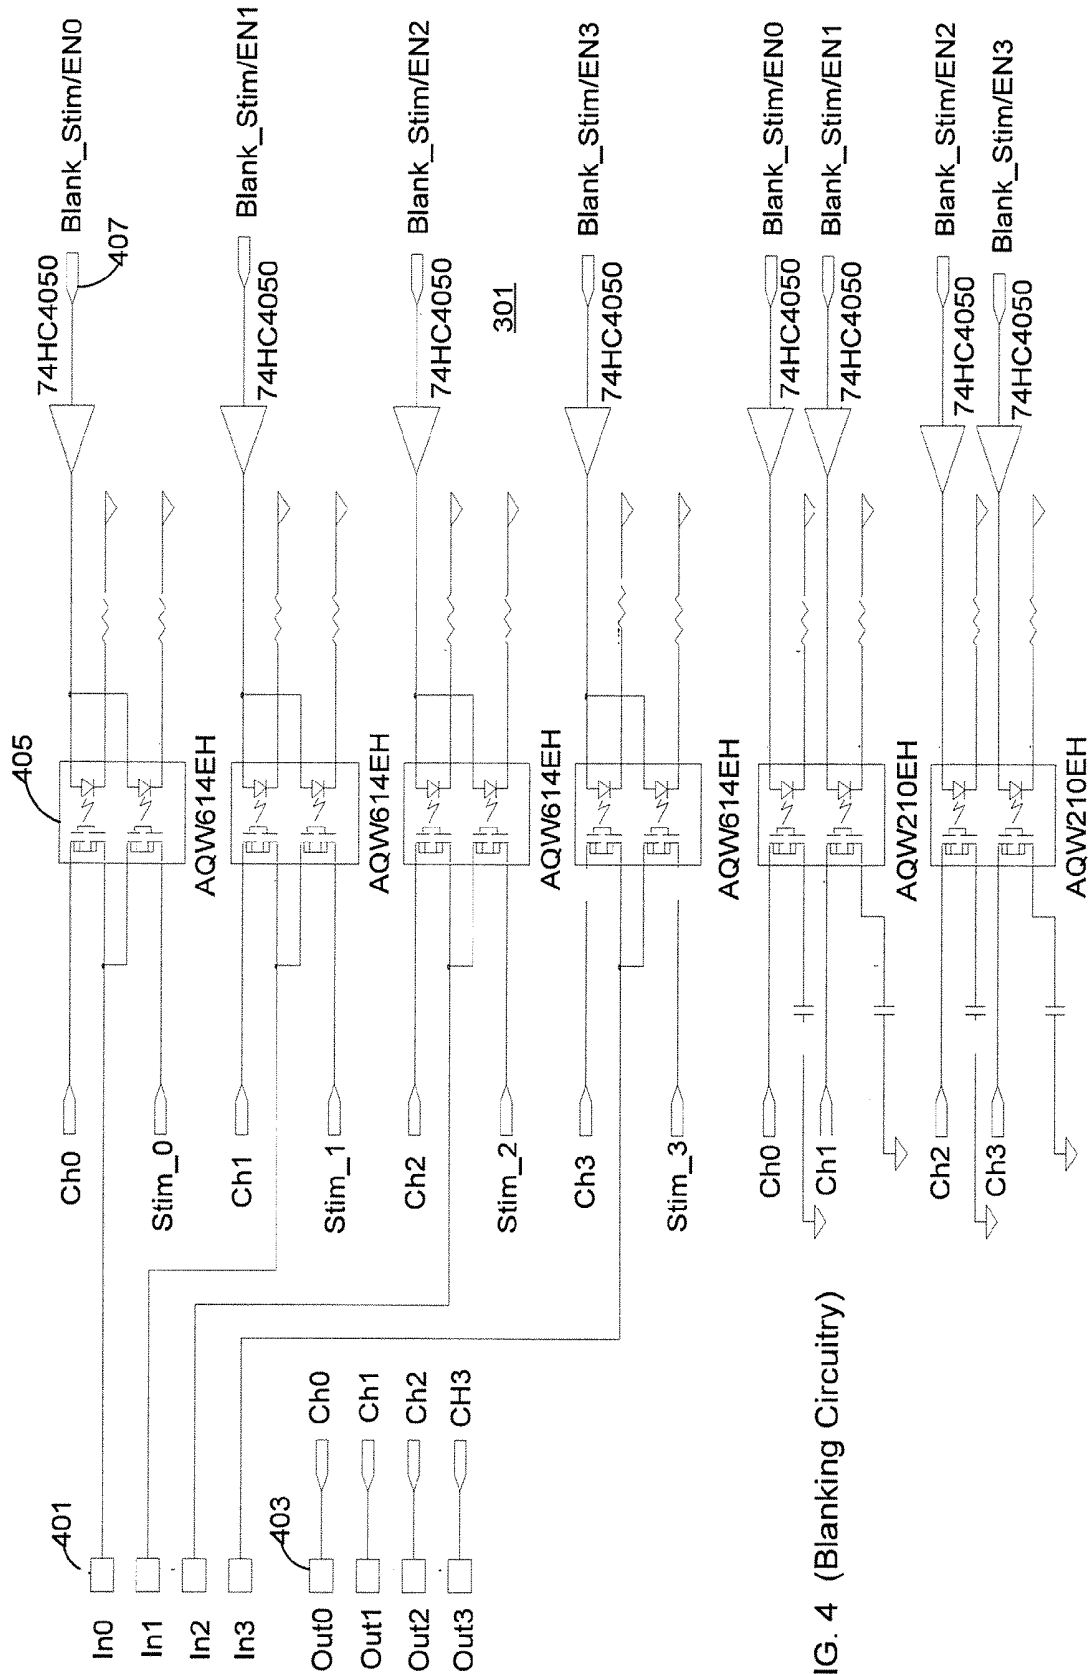 401
In0
In1
In2
In3
403
Out0
Ch0
Out1
Ch1
Out2
Ch2
Out3
CH3
Ch0
Stim_0
405
AQW614EH
74HC4050
Blank_Stim/EN0
407
Ch1
Stim_1
AQW614EH
74HC4050
Blank_Stim/EN1
Ch2
Stim_2
AQW614EH
74HC4050
Blank_Stim/EN2
301
Ch3
Stim_3
AQW614EH
74HC4050
Blank_Stim/EN3
Ch0
Ch1
AQW210EH
74HC4050
Blank_Stim/EN0
74HC4050
Blank_Stim/EN1
Ch2
Ch3
AQW210EH
74HC4050
Blank_Stim/EN2
74HC4050
Blank_Stim/EN3
IG. 4 (Blanking Circuitry)